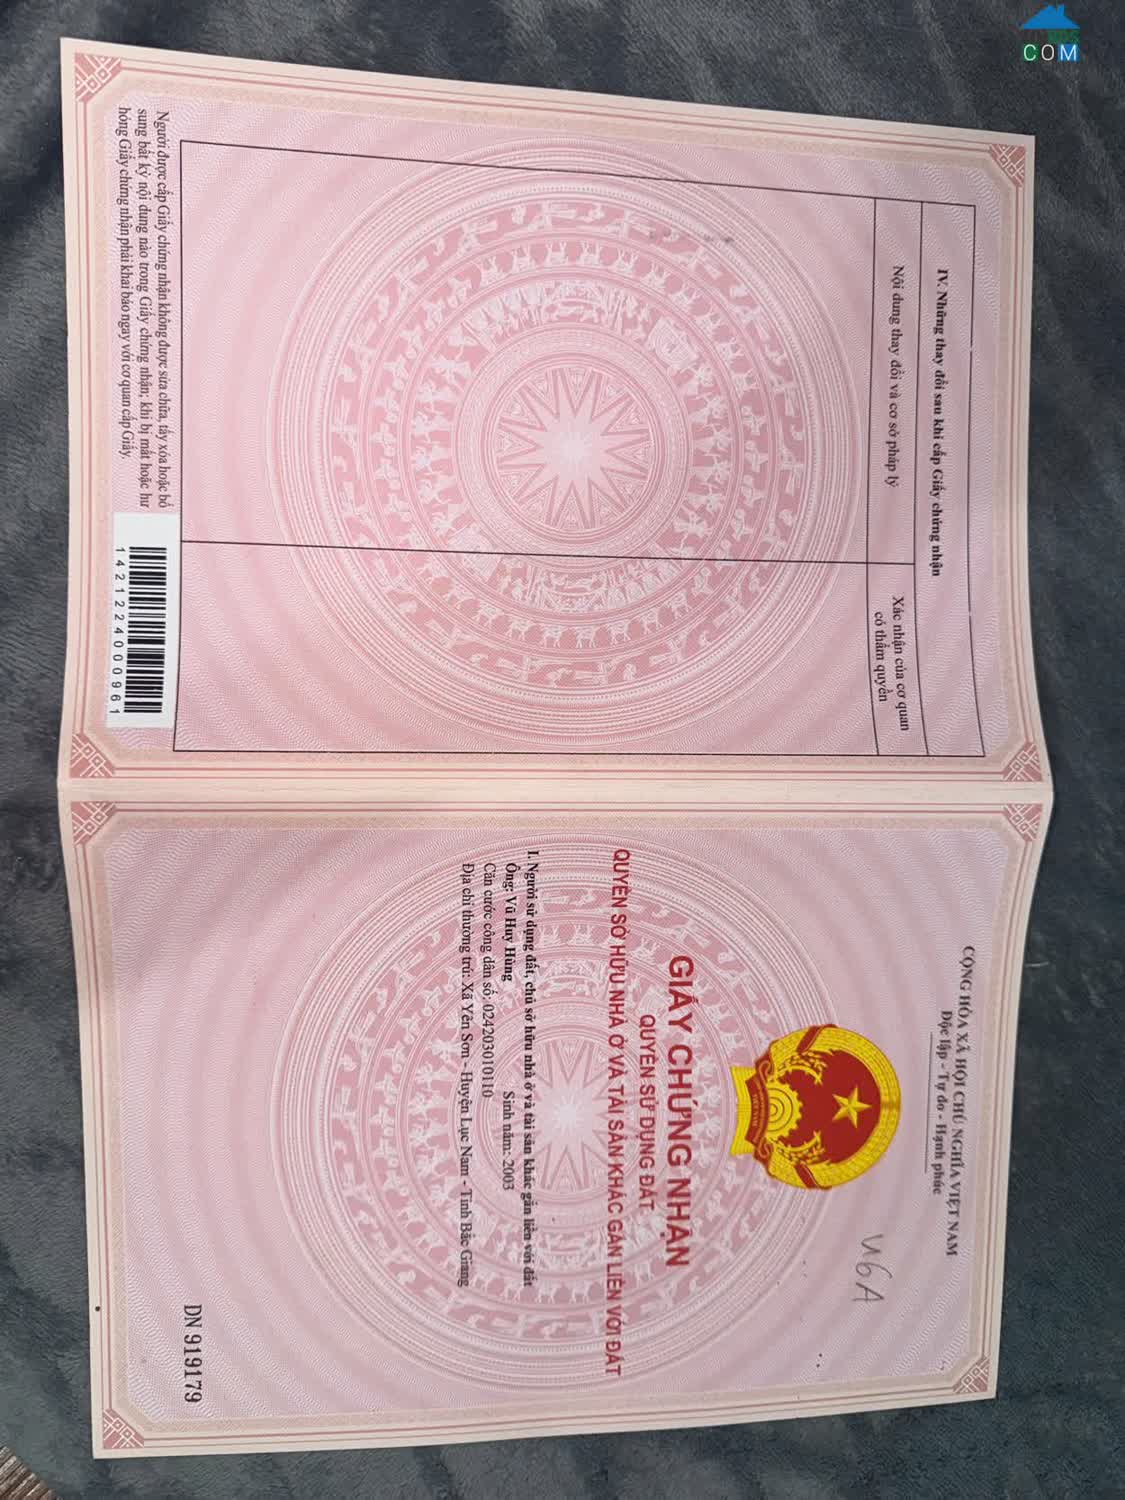 COM
IV. Những thay đổi sau khi cấp Giấy chứng nhận
Nội dung thay đổi và cơ sở pháp lý
Xác nhận của cơ quan
có thẩm quyền
Người được cấp Giấy chứng nhận không được sửa chữa, tẩy xóa hoặc bổ
sung bất kỳ nội dung nào trong Giấy chứng nhận; khi bị mất hoặc hư
hỏng Giấy chứng nhận phải khai báo ngay với cơ quan cấp Giấy.
1421224000961
CỘNG HÒA XÃ HỘI CHỦ NGHĨA VIỆT NAM
Độc lập - Tự do - Hạnh phúc
VIỆT NAM
GIẤY CHỨNG NHẬN
QUYỀN SỬ DỤNG ĐẤT
QUYỀN SỞ HỮU NHÀ Ở VÀ TÀI SẢN KHÁC GẮN LIỀN VỚI ĐẤT
I. Người sử dụng đất, chủ sở hữu nhà ở và tài sản khác gắn liền với đất
Ông: Vũ Huy Hùng Sinh năm: 2003
Căn cước công dân số: 024203010110
Địa chỉ thường trú: Xã Yên Sơn - Huyện Lục Nam - Tỉnh Bắc Giang
DN 919179